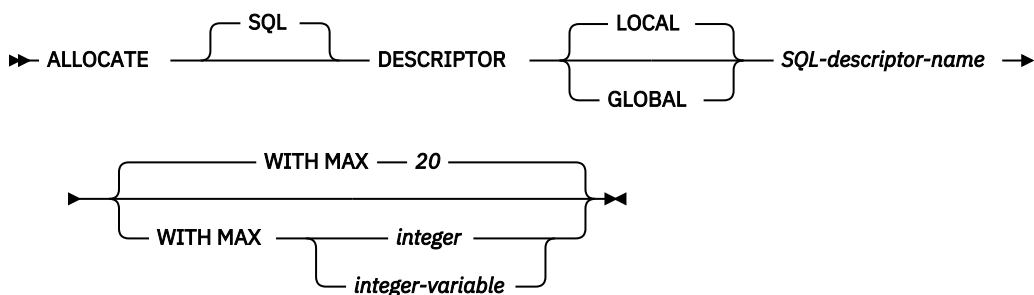 SQL
LOCAL
ALLOCATE DESCRIPTOR SQL-descriptor-name
GLOBAL
WITH MAX 20
WITH MAX integer
integer-variable